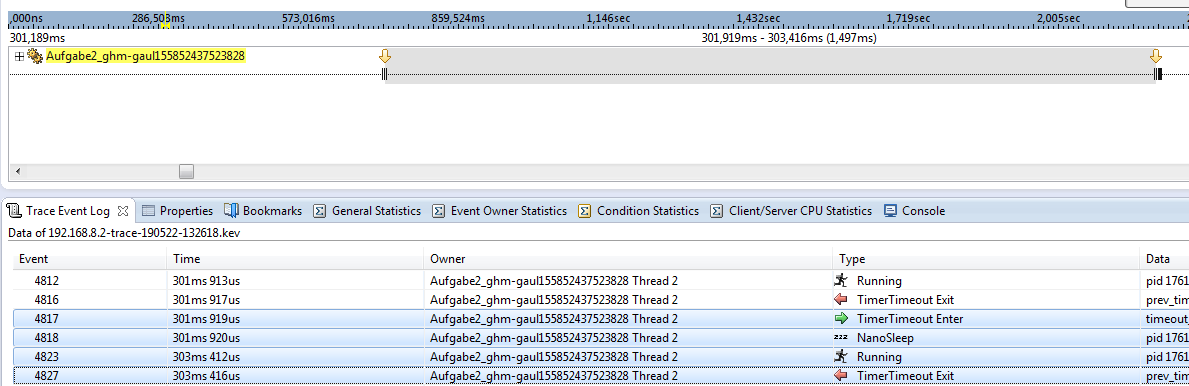 ,000ns 286,503ms 573,016ms 859,524ms 1,146sec 1,432sec 1,719sec 2,005sec
301,189ms 301,919ms - 303,416ms (1,497ms)
Aufgabe2_ghm-gaul155852437523828
Trace Event Log Properties Bookmarks General Statistics Event Owner Statistics Condition Statistics Client/Server CPU Statistics Console
Data of 192.168.8.2-trace-190522-132618.kev
Event Time Owner Type Data
4812 301ms 913us Aufgabe2_ghm-gaul155852437523828 Thread 2 Running pid 1761
4816 301ms 917us Aufgabe2_ghm-gaul155852437523828 Thread 2 TimerTimeout Exit prev_tim
4817 301ms 919us Aufgabe2_ghm-gaul155852437523828 Thread 2 TimerTimeout Enter timeout_
4818 301ms 920us Aufgabe2_ghm-gaul155852437523828 Thread 2 NanoSleep pid 1761
4823 303ms 412us Aufgabe2_ghm-gaul155852437523828 Thread 2 Running pid 1761
4827 303ms 416us Aufgabe2_ghm-gaul155852437523828 Thread 2 TimerTimeout Exit prev_tim